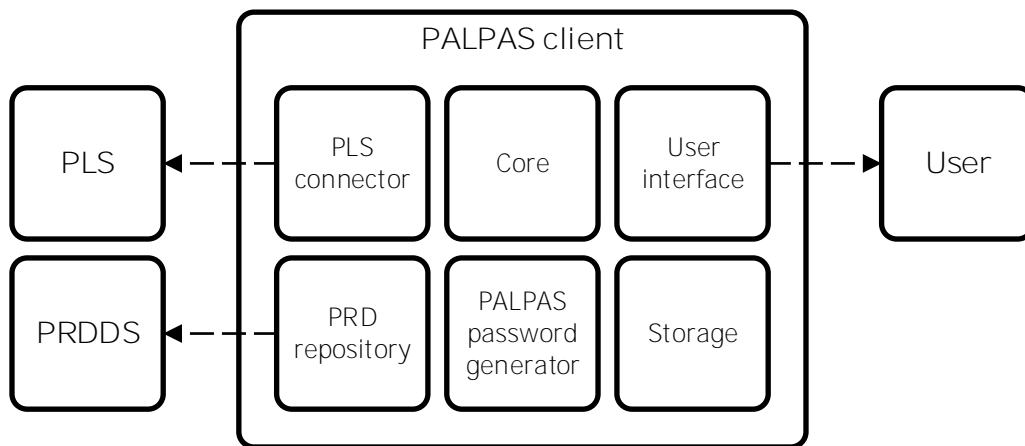 PALPAS client
PLS
PLS
connector
Core
User
interface
User
PRDDS
PRD
repository
PALPAS
password
generator
Storage